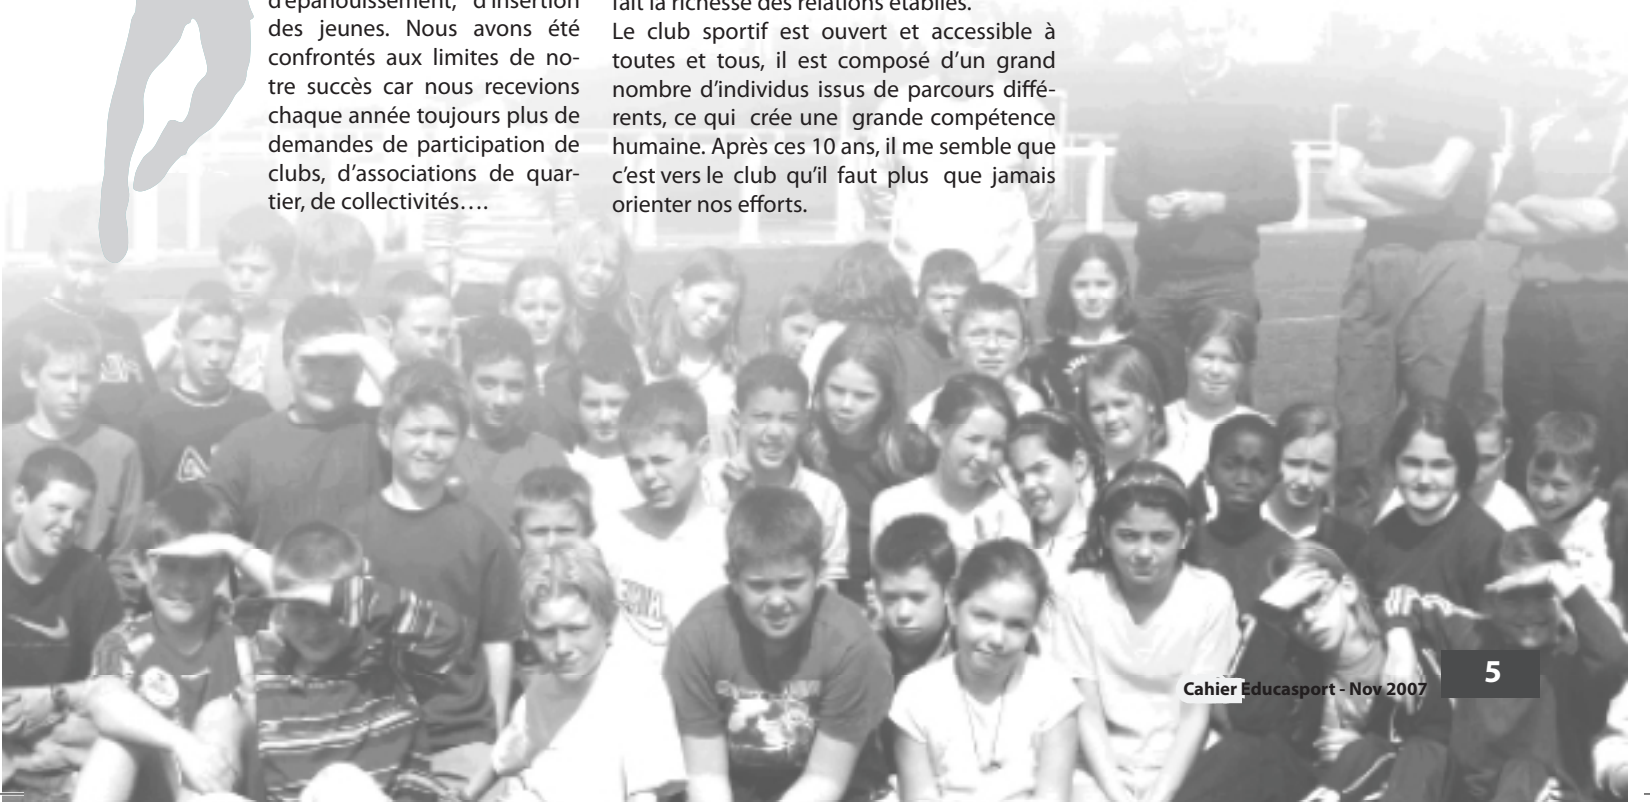 d'épanouissement, d'insertion
des jeunes. Nous avons été
confrontés aux limites de no-
tre succès car nous recevions
chaque année toujours plus de
demandes de participation de
clubs, d'associations de quar-
tier, de collectivités….
fait la richesse des relations établies.
Le club sportif est ouvert et accessible à
toutes et tous, il est composé d'un grand
nombre d'individus issus de parcours diffé-
rents, ce qui crée une grande compétence
humaine. Après ces 10 ans, il me semble que
c'est vers le club qu'il faut plus que jamais
orienter nos efforts.
Cahier Educasport - Nov 2007
5